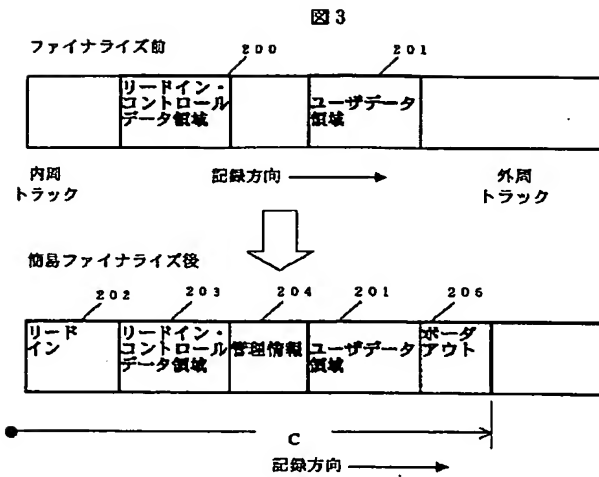 図3
ファイナライズ前
200
201
リードイン・
コントロール
データ領域
ユーザデータ
領域
内周
トラック
記録方向
外周
トラック
簡易ファイナライズ後
202
203
204
201
206
リード
イン
リードイン・
コントロール
データ領域
管理情報
ユーザデータ
領域
ボーダ
アウト
C
記録方向